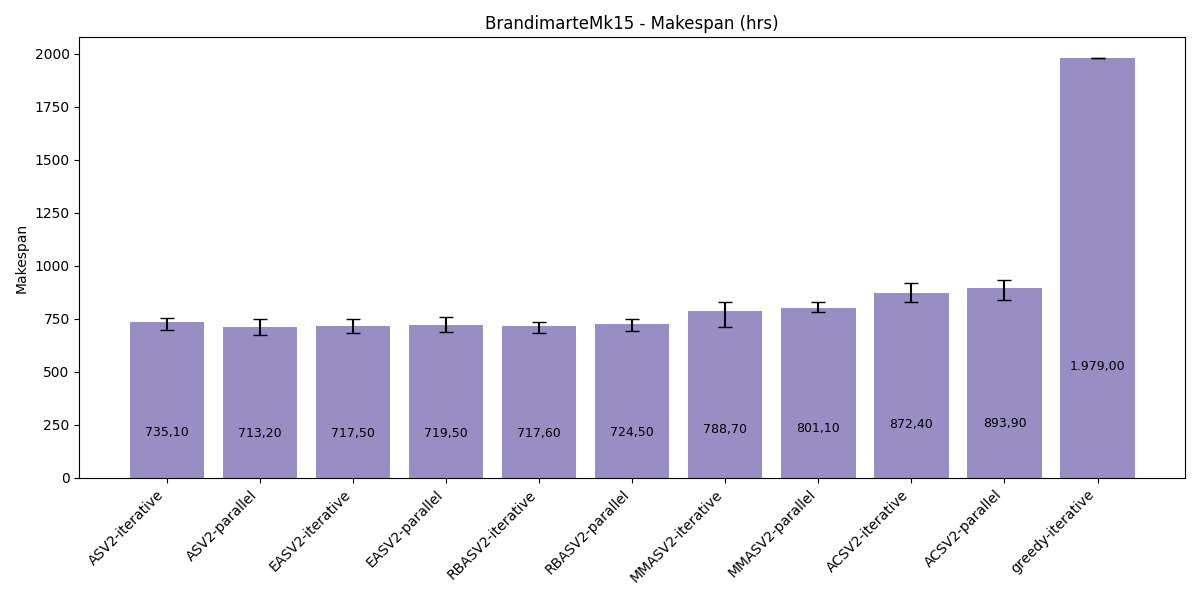 BrandimarteMk15 - Makespan (hrs)
Makespan
2000
1750
1500
1250
1000
750
500
250
0
735,10
713,20
717,50
719,50
717,60
724,50
788,70
801,10
872,40
893,90
1.979,00
ASV2-iterative
ASV2-parallel
EASV2-iterative
EASV2-parallel
RBASV2-iterative
RBASV2-parallel
MMASV2-iterative
MMASV2-parallel
ACSV2-iterative
ACSV2-parallel
greedy-iterative